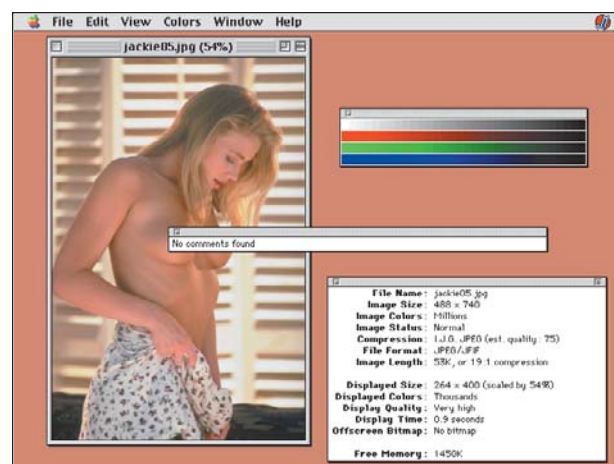 File Edit View Colors Window Help
jackie05.jpg (54%)
No comments found
File Name: jackie05.jpg
Image Size: 488 x 740
Image Colors: Millions
Image Status: Normal
Compression: I.J.G. JPEG (est. quality: 75)
File Format: JPEG/JFIF
Image Length: 53K, or 19:1 compression
Displayed Size: 264 x 400 (scaled by 54%)
Displayed Colors: Thousands
Display Quality: Very high
Display Time: 0.9 seconds
Offscreen Bitmap: No bitmap
Free Memory: 1450K